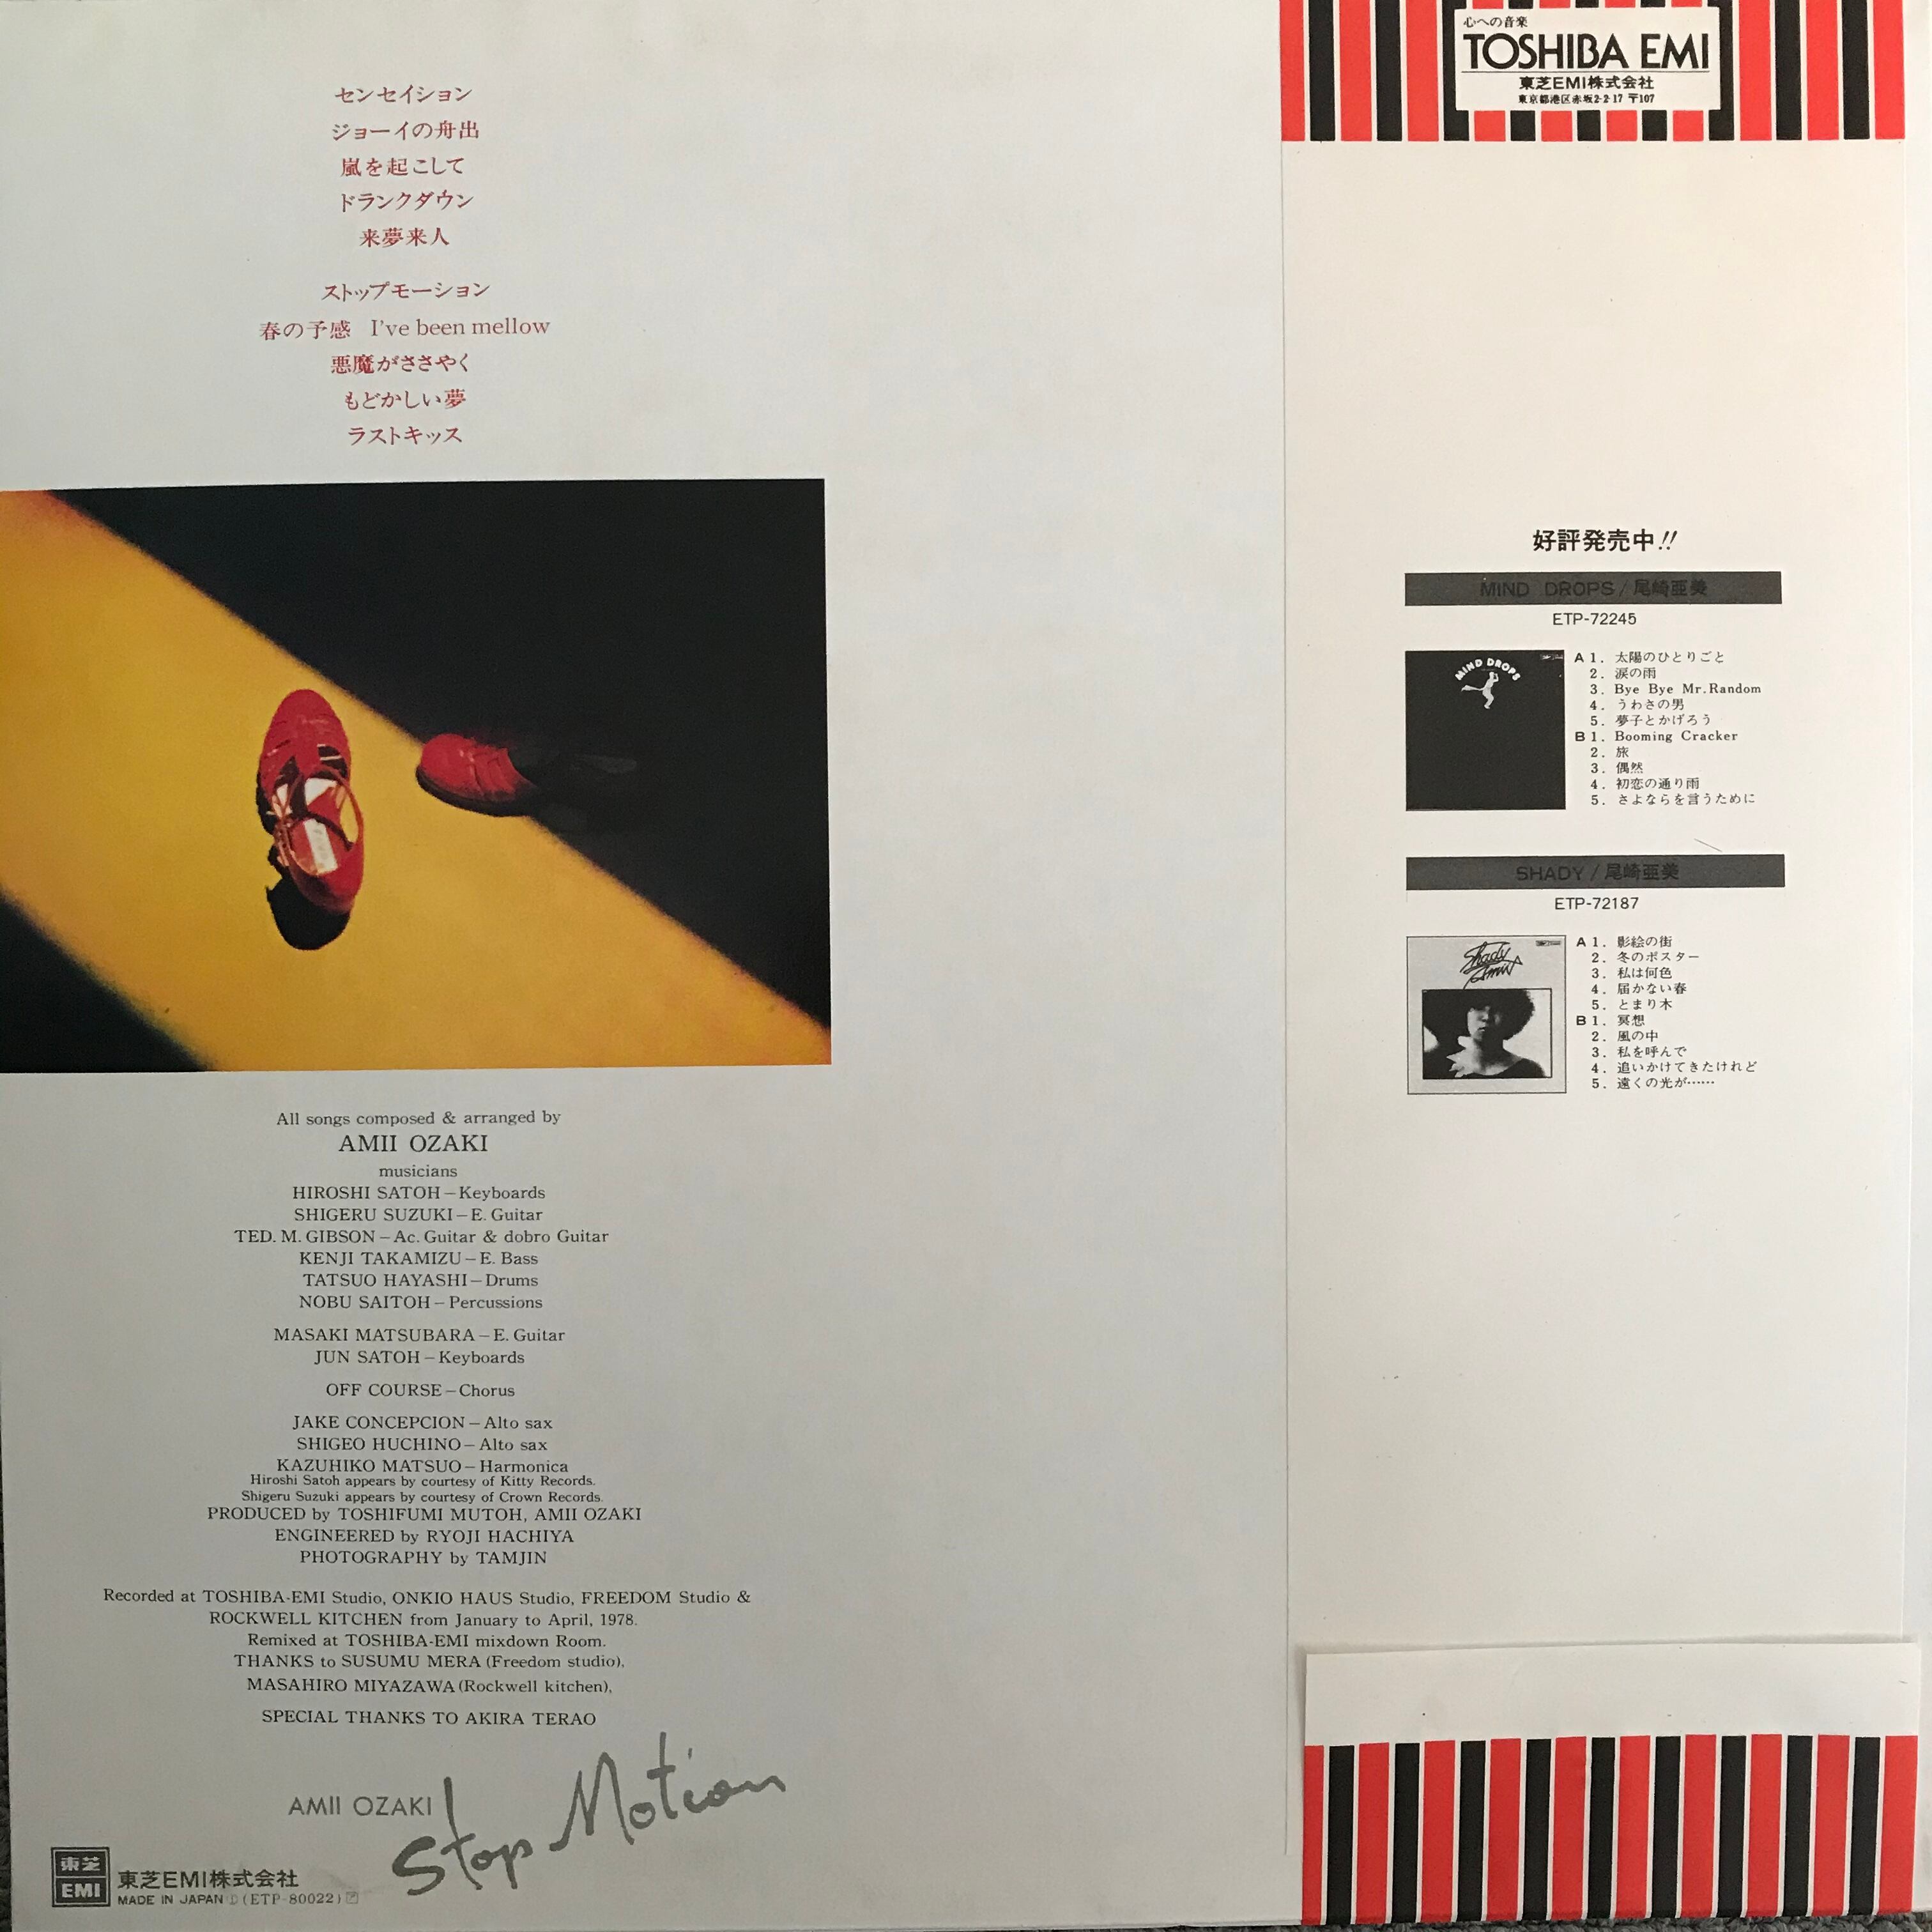 センセイション
ジョーイの舟出
嵐を起こして
ドランクダウン
来夢来人
ストップモーション
春の予感 I've been mellow
悪魔がささやく
もどかしい夢
ラストキッス
All songs composed & arranged by
AMII OZAKI
musicians
HIROSHI SATOH–Keyboards
SHIGERU SUZUKI–E. Guitar
TED. M. GIBSON–Ac. Guitar & dobro Guitar
KENJI TAKAMIZU–E. Bass
TATSUO HAYASHI–Drums
NOBU SAITOH–Percussions
MASAKI MATSUBARA–E. Guitar
JUN SATOH–Keyboards
OFF COURSE–Chorus
JAKE CONCEPCION–Alto sax
SHIGEO HUCHINO–Alto sax
KAZUHIKO MATSUO–Harmonica
Hiroshi Satoh appears by courtesy of Kitty Records.
Shigeru Suzuki appears by courtesy of Crown Records.
PRODUCED by TOSHIFUMI MUTOH, AMII OZAKI
ENGINEERED by RYOJI HACHIYA
PHOTOGRAPHY by TAMJIN
Recorded at TOSHIBA-EMI Studio, ONKIO HAUS Studio, FREEDOM Studio &
ROCKWELL KITCHEN from January to April, 1978.
Remixed at TOSHIBA-EMI mixdown Room.
THANKS to SUSUMU MERA (Freedom studio),
MASAHIRO MIYAZAWA (Rockwell kitchen),
SPECIAL THANKS TO AKIRA TERAO
AMII OZAKI
Stop Motion
東芝
EMI
東芝EMI株式会社
MADE IN JAPAN (ETP-80022)
心への音楽
TOSHIBA EMI
東芝EMI株式会社
東京都港区赤坂2-2-17 〒107
好評発売中!!
MIND DROPS / 尾崎亜美
ETP-72245
MIND DROPS
A 1. 太陽のひとりごと
2. 涙の雨
3. Bye Bye Mr.Random
4. うわさの男
5. 夢子とかげろう
B 1. Booming Cracker
2. 旅
3. 偶然
4. 初恋の通り雨
5. さよならを言うために
SHADY / 尾崎亜美
ETP-72187
Shady
Amii
A 1. 影絵の街
2. 冬のポスター
3. 私は何色
4. 届かない春
5. とまり木
B 1. 冥想
2. 風の中
3. 私を呼んで
4. 追いかけてきたけれど
5. 遠くの光が……